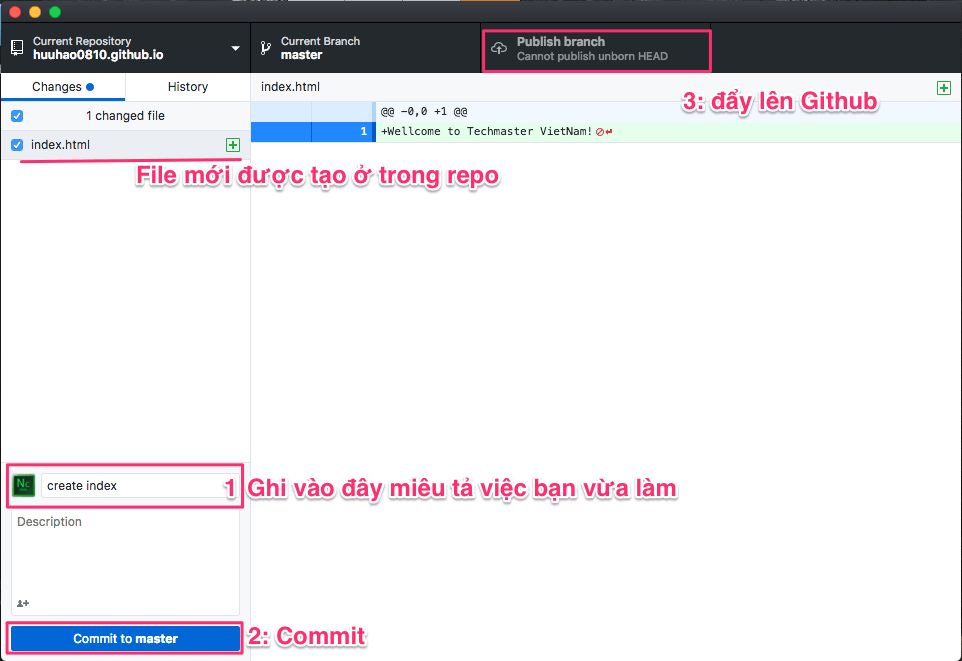 Current Repository
huuhao0810.github.io
Current Branch
master
Publish branch
Cannot publish unborn HEAD
Changes
History
index.html
1 changed file
@@ -0,0 +1 @@
3: đẩy lên Github
1
+Wellcome to Techmaster VietNam!
index.html
File mới được tạo ở trong repo
Nc
create index
1 Ghi vào đây miêu tả việc bạn vừa làm
Description
Commit to master
2: Commit